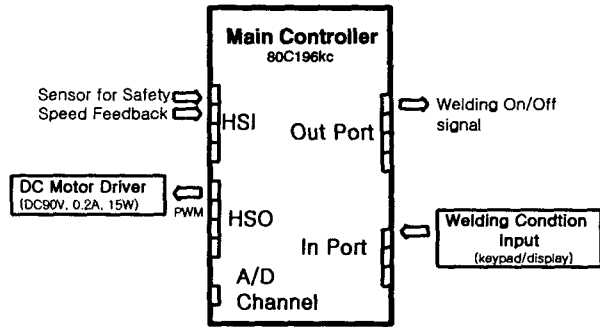 Main Controller
80C196kc
Sensor for Safety
Speed Feedback
HSI
Out Port
Welding On/Off
signal
DC Motor Driver
(DC90V, 0.2A, 15W)
PWM
HSO
In Port
Welding Condtion
Input
(keypad/display)
A/D
Channel